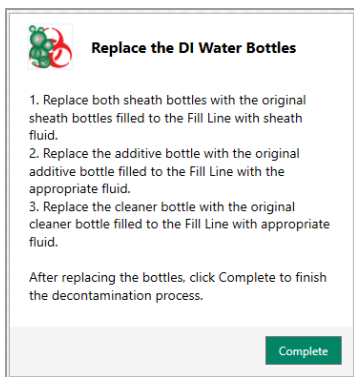 Replace the DI Water Bottles
1. Replace both sheath bottles with the original
sheath bottles filled to the Fill Line with sheath
fluid.
2. Replace the additive bottle with the original
additive bottle filled to the Fill Line with the
appropriate fluid.
3. Replace the cleaner bottle with the original
cleaner bottle filled to the Fill Line with appropriate
fluid.
After replacing the bottles, click Complete to finish
the decontamination process.
Complete